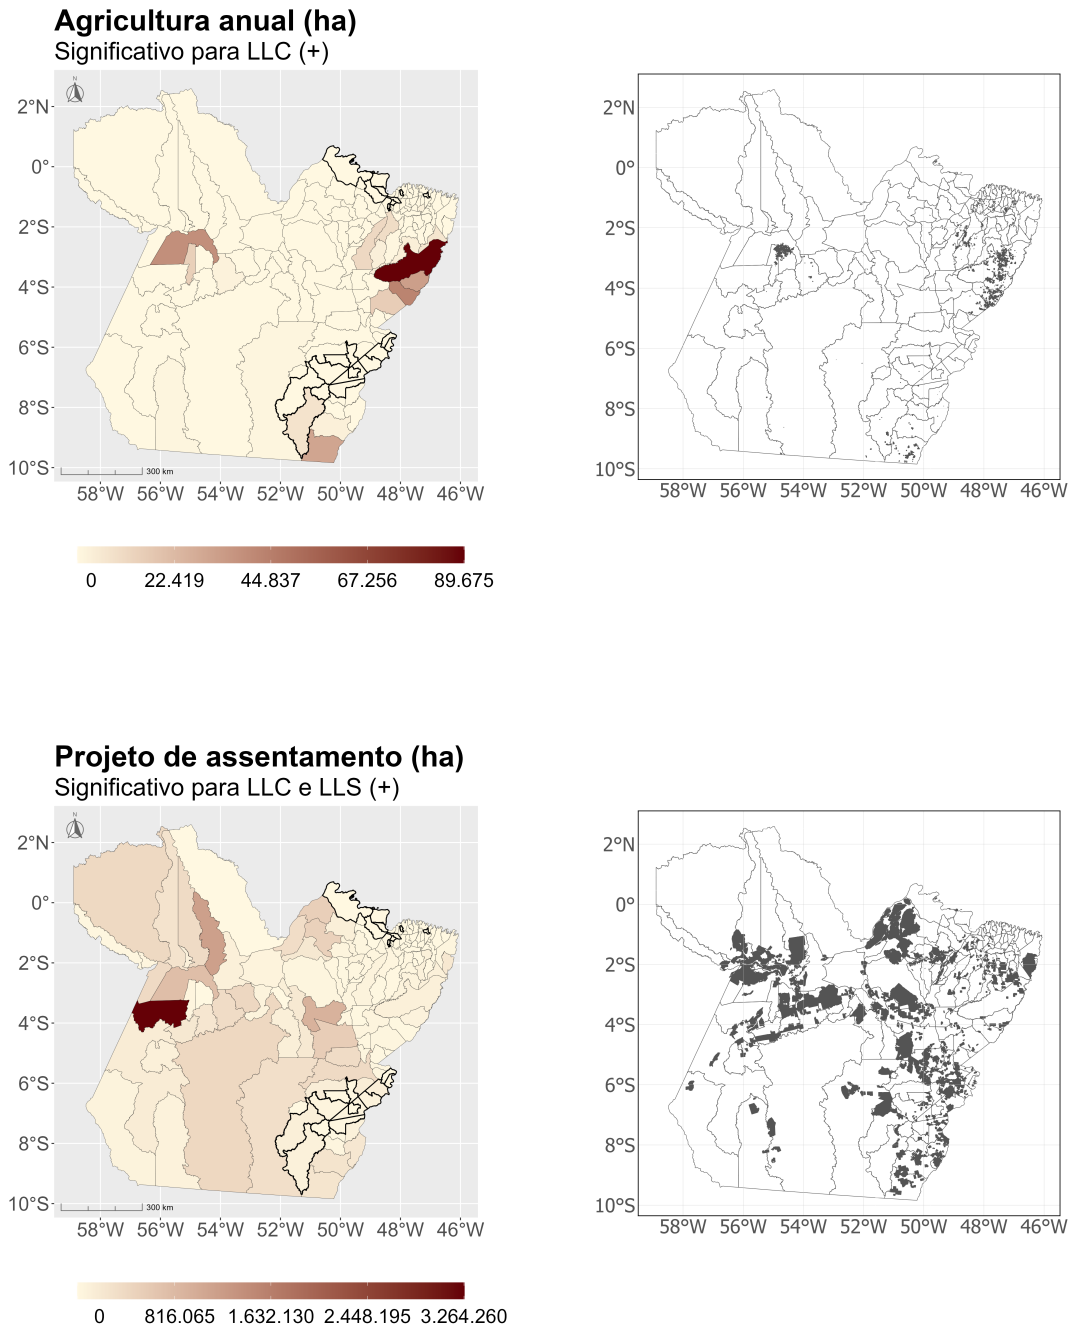 Agricultura anual (ha)
Significativo para LLC (+)
N
2°N
0°
2°S
4°S
6°S
8°S
10°S
300 km
58°W 56°W 54°W 52°W 50°W 48°W 46°W
0 22.419 44.837 67.256 89.675
2°N
0°
2°S
4°S
6°S
8°S
10°S
58°W 56°W 54°W 52°W 50°W 48°W 46°W
Projeto de assentamento (ha)
Significativo para LLC e LLS (+)
N
2°N
0°
2°S
4°S
6°S
8°S
10°S
300 km
58°W 56°W 54°W 52°W 50°W 48°W 46°W
0 816.065 1.632.130 2.448.195 3.264.260
2°N
0°
2°S
4°S
6°S
8°S
10°S
58°W 56°W 54°W 52°W 50°W 48°W 46°W